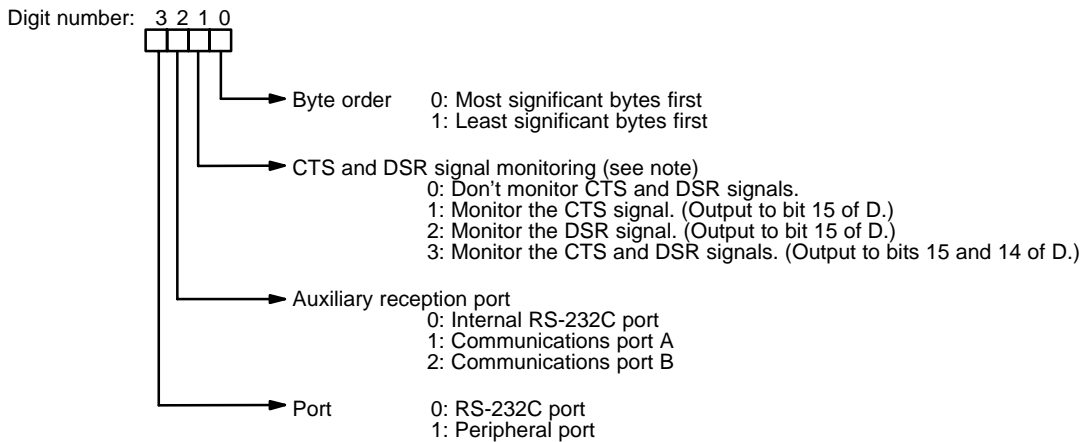 Digit number: 3 2 1 0
Byte order 0: Most significant bytes first
1: Least significant bytes first
CTS and DSR signal monitoring (see note)
0: Don't monitor CTS and DSR signals.
1: Monitor the CTS signal. (Output to bit 15 of D.)
2: Monitor the DSR signal. (Output to bit 15 of D.)
3: Monitor the CTS and DSR signals. (Output to bits 15 and 14 of D.)
Auxiliary reception port
0: Internal RS-232C port
1: Communications port A
2: Communications port B
Port 0: RS-232C port
1: Peripheral port